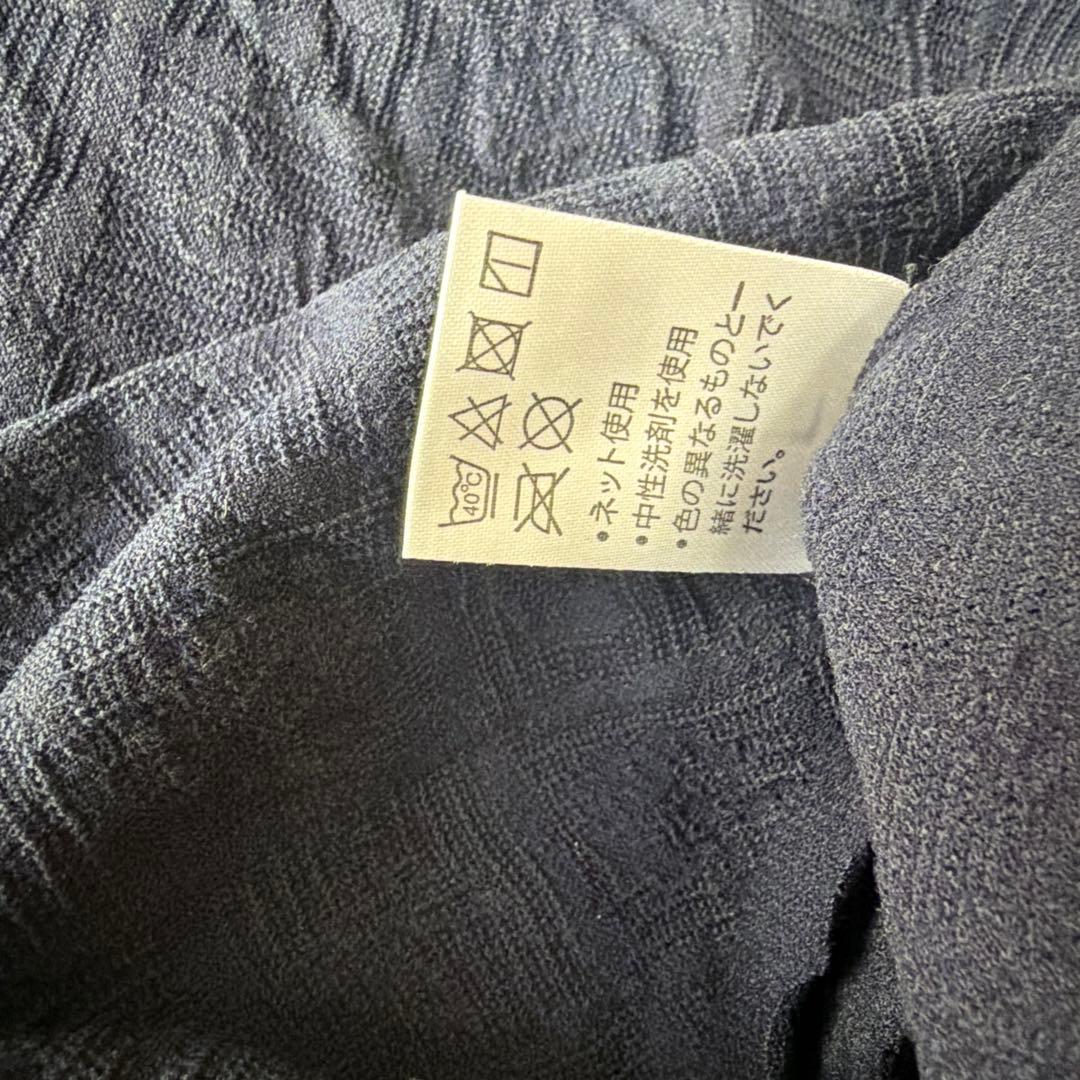 40℃
・ネット使用
・中性洗剤を使用
・色の異なるものと一
緒に洗濯しないでく
ださい。